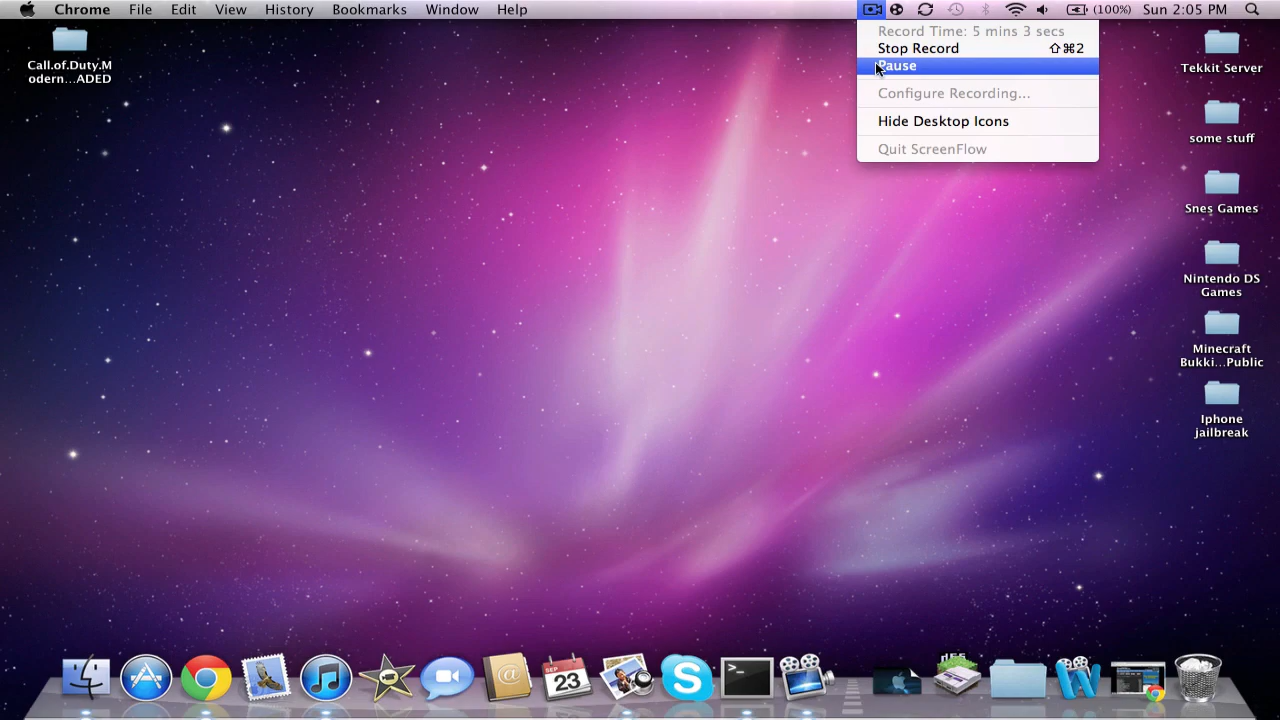 Chrome File Edit View History Bookmarks Window Help (100%) Sun 2:05 PM
Record Time: 5 mins 3 secs
Stop Record ⇧⌘2
Pause
Configure Recording...
Hide Desktop Icons
Quit ScreenFlow
Call.of.Duty.M
odern...ADED
Tekkit Server
some stuff
Snes Games
Nintendo DS
Games
Minecraft
Bukki...Public
Iphone
jailbreak
SEP
23